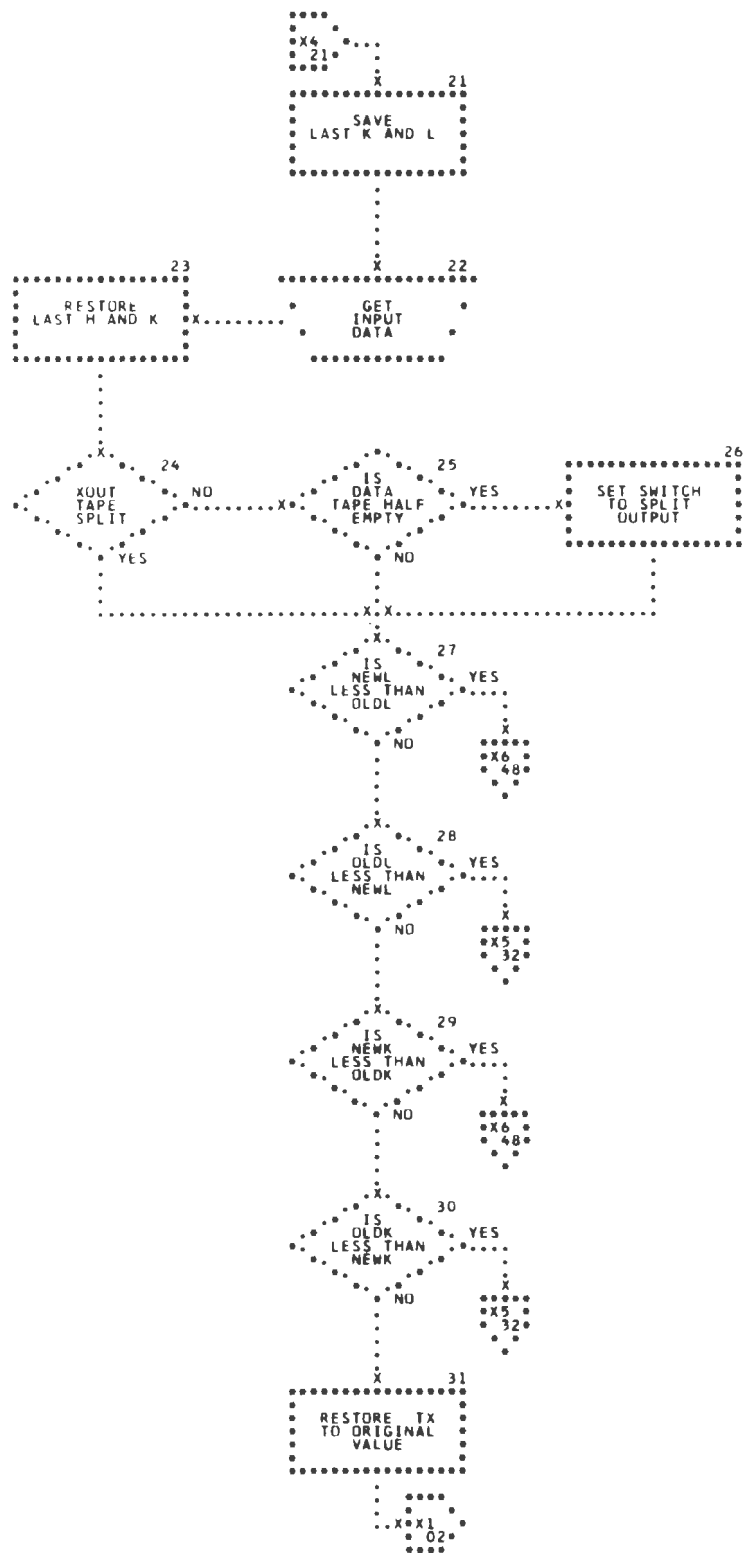 X4
21
21
SAVE
LAST K AND L
23
RESTORE
LAST H AND K
22
GET
INPUT
DATA
24
XOUT
TAPE
SPLIT
NO
YES
25
IS
DATA
TAPE HALF
EMPTY
YES
NO
26
SET SWITCH
TO SPLIT
OUTPUT
27
IS
NEWL
LESS THAN
OLDL
YES
NO
X6
48
28
IS
OLDL
LESS THAN
NEWL
YES
NO
X5
32
29
IS
NEWK
LESS THAN
OLDK
YES
NO
X6
48
30
IS
OLDK
LESS THAN
NEWK
YES
NO
X5
32
31
RESTORE TX
TO ORIGINAL
VALUE
X1
02